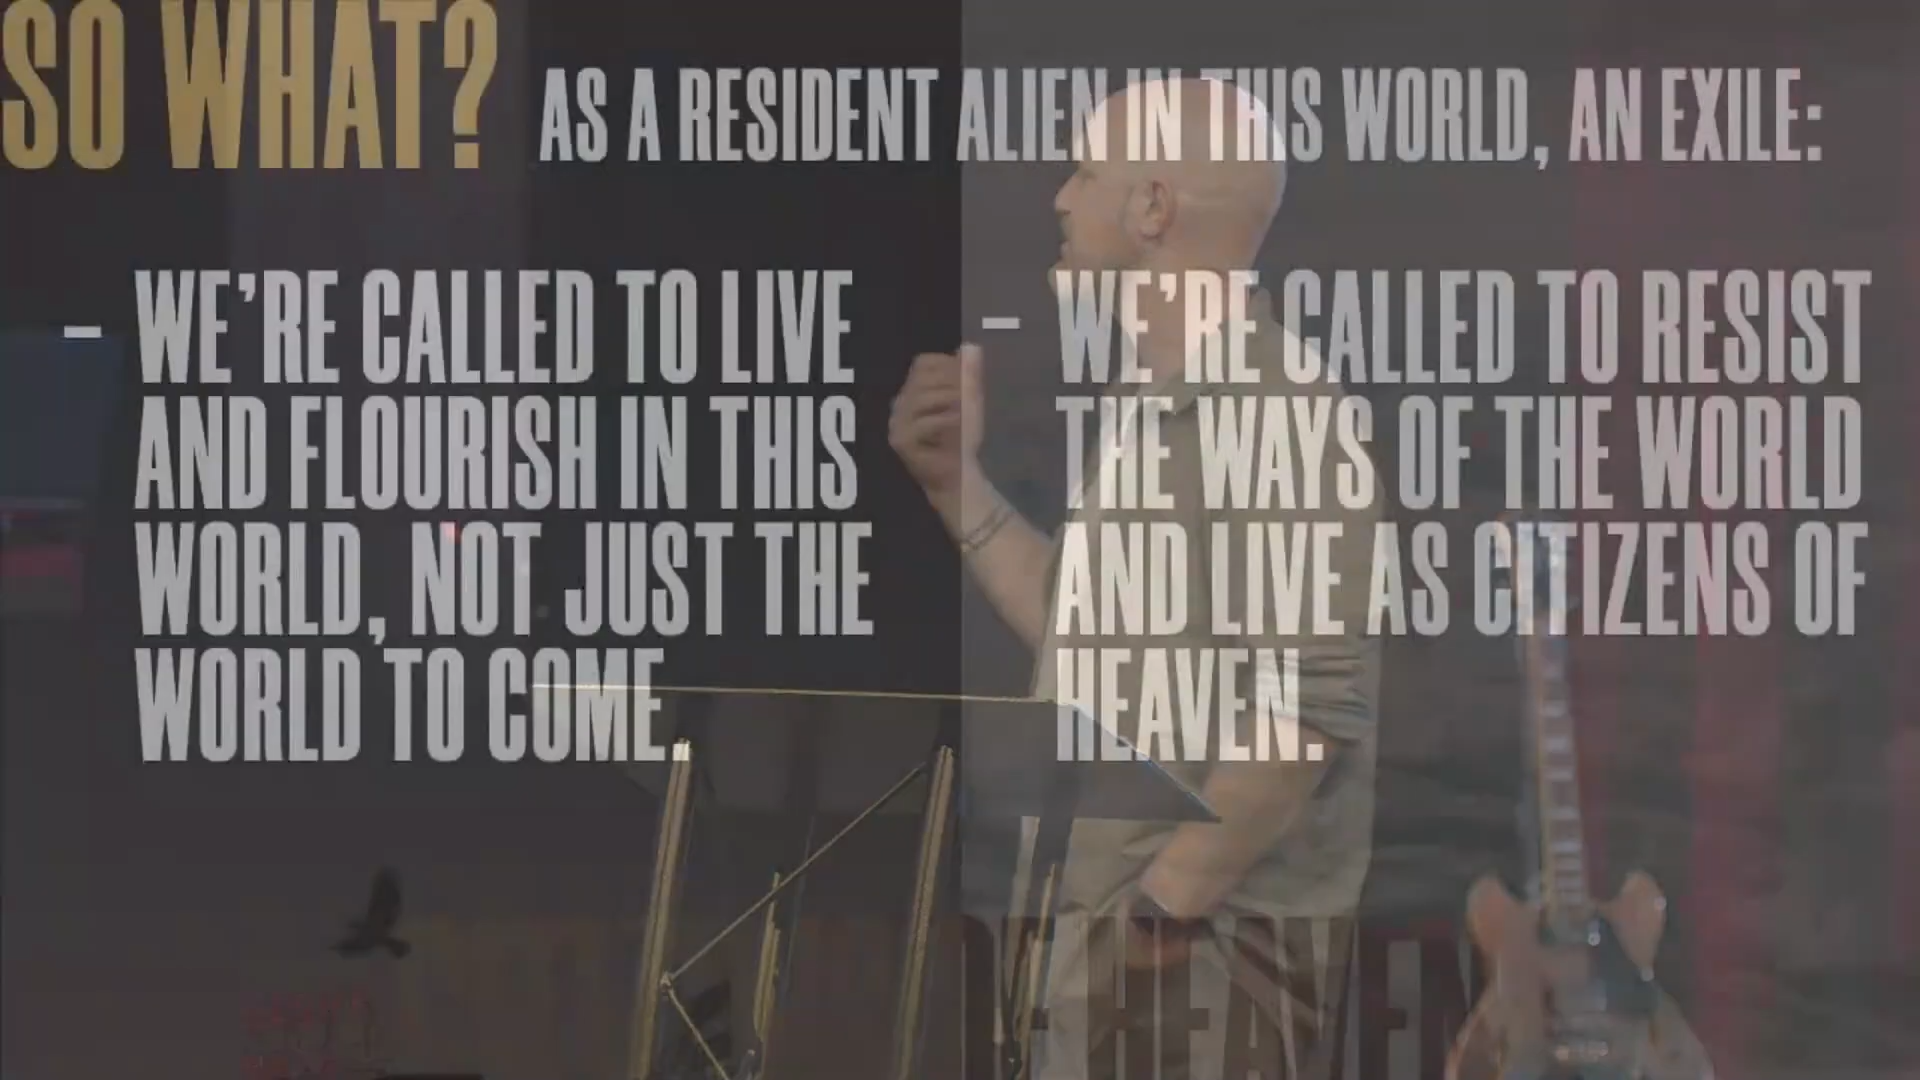 SO WHAT? AS A RESIDENT ALIEN IN THIS WORLD, AN EXILE:
- WE'RE CALLED TO LIVE
AND FLOURISH IN THIS
WORLD, NOT JUST THE
WORLD TO COME.
- WE'RE CALLED TO RESIST
THE WAYS OF THE WORLD
AND LIVE AS CITIZENS OF
HEAVEN.
OF HEAVEN